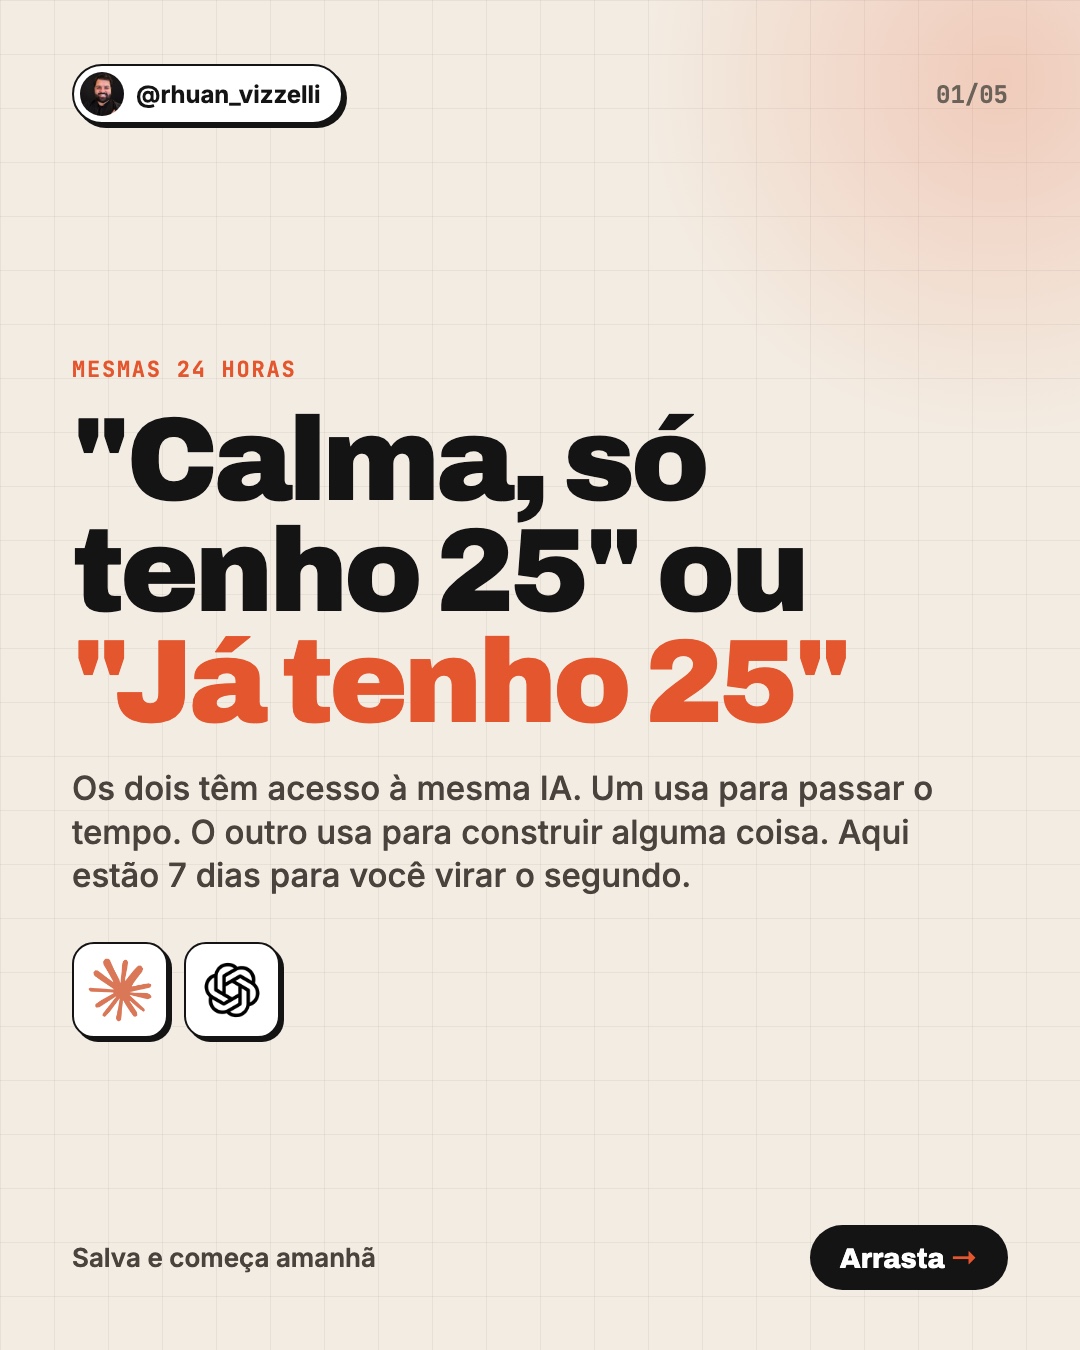 @rhuan_vizzelli
01/05
MESMAS 24 HORAS
"Calma, só
tenho 25" ou
"Já tenho 25"
Os dois têm acesso à mesma IA. Um usa para passar o
tempo. O outro usa para construir alguma coisa. Aqui
estão 7 dias para você virar o segundo.
Salva e começa amanhã
Arrasta →